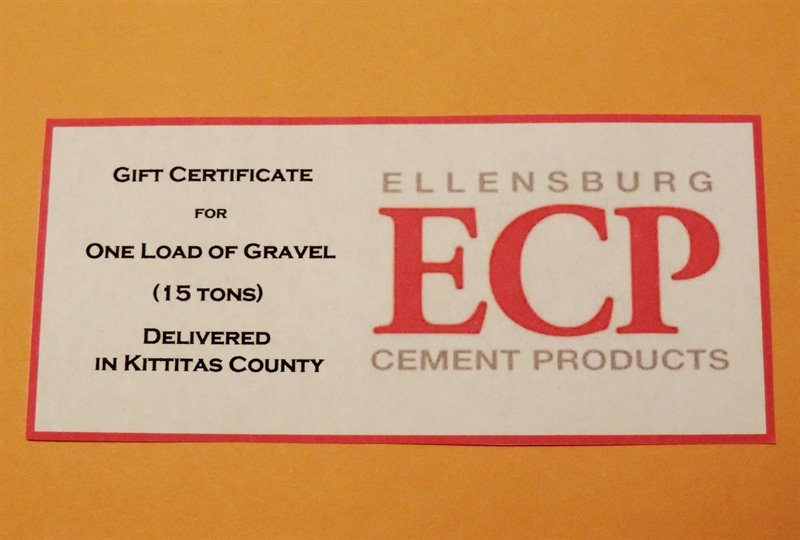 Gift Certificate
for
One Load of Gravel
(15 tons)
Delivered
in Kittitas County
ELLENSBURG
ECP
CEMENT PRODUCTS